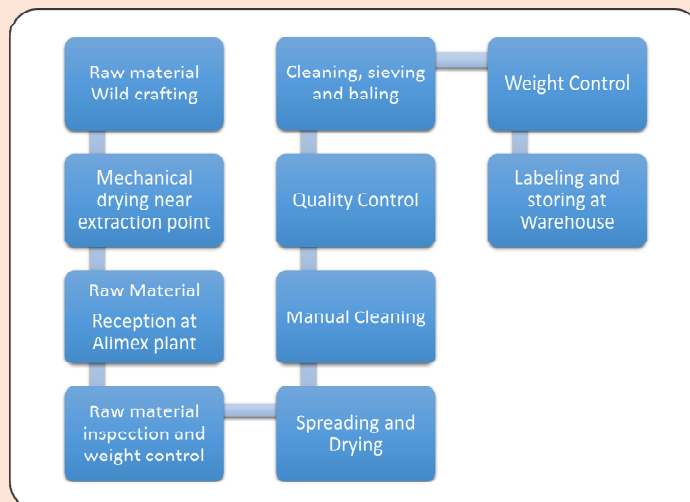 Raw material
Wild crafting
Mechanical
drying near
extraction point
Raw Material
Reception at
Alimex plant
Raw material
inspection and
weight control
Spreading and
Drying
Manual Cleaning
Quality Control
Cleaning, sieving
and baling
Weight Control
Labeling and
storing at
Warehouse